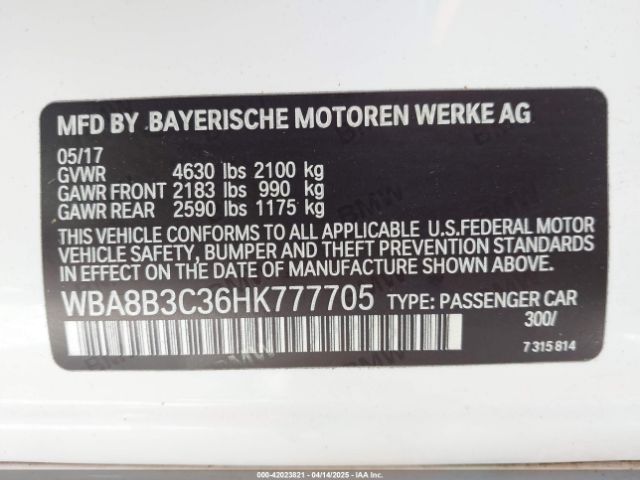 MFD BY BAYERISCHE MOTOREN WERKE AG
05/17
GVWR 4630 lbs 2100 kg
GAWR FRONT 2183 lbs 990 kg
GAWR REAR 2590 lbs 1175 kg
THIS VEHICLE CONFORMS TO ALL APPLICABLE U.S.FEDERAL MOTOR
VEHICLE SAFETY, BUMPER AND THEFT PREVENTION STANDARDS
IN EFFECT ON THE DATE OF MANUFACTURE SHOWN ABOVE.
WBA8B3C36HK777705 TYPE: PASSENGER CAR
300/
7 315 814
000-42023821 - 04/14/2025 - IAAI.COM